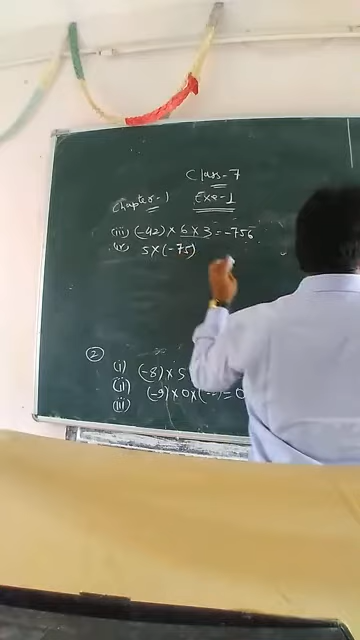 Class-7
Chapter-1 Exe-1
(iii) (-42) × 6 × 3 = -756
(iv) 5 × (-75)
(2)
(i) (-8) × 5
(ii) (-9) × 0 × (-  ) = 0
(iii)